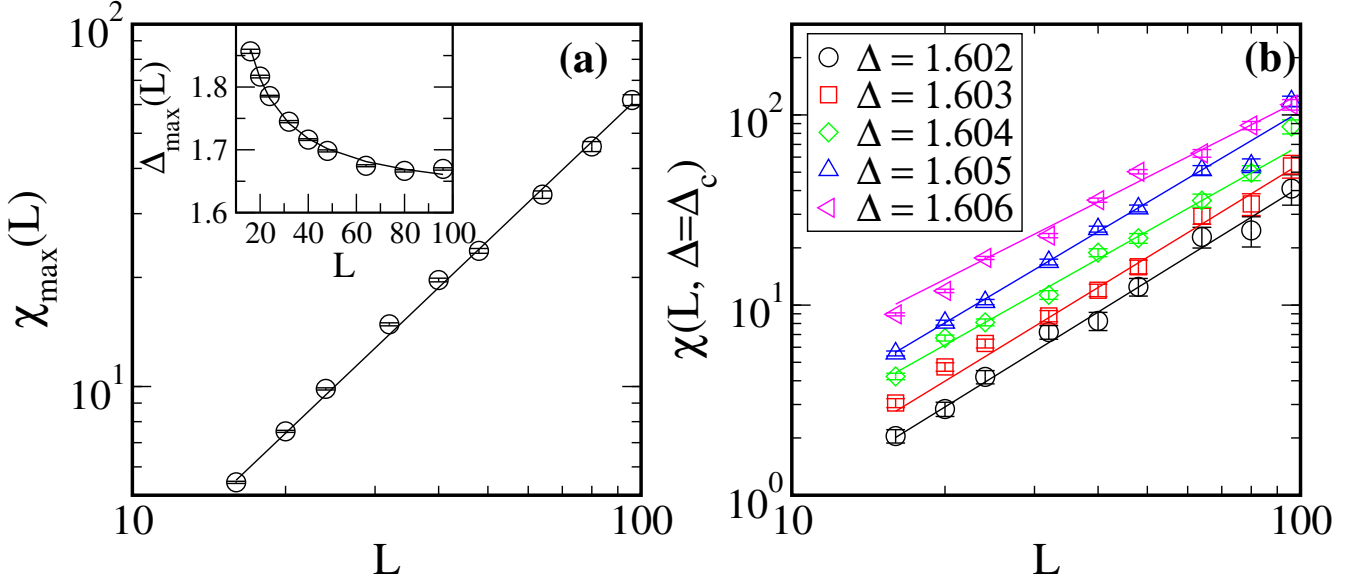 10²
(a)
χmax(L)
10¹
10
100
L
Δmax(L)
1.8
1.7
1.6
20 40 60 80 100
L
(b)
Δ = 1.602
Δ = 1.603
Δ = 1.604
Δ = 1.605
Δ = 1.606
χ(L, Δ=Δc)
10²
10¹
10⁰
10
100
L